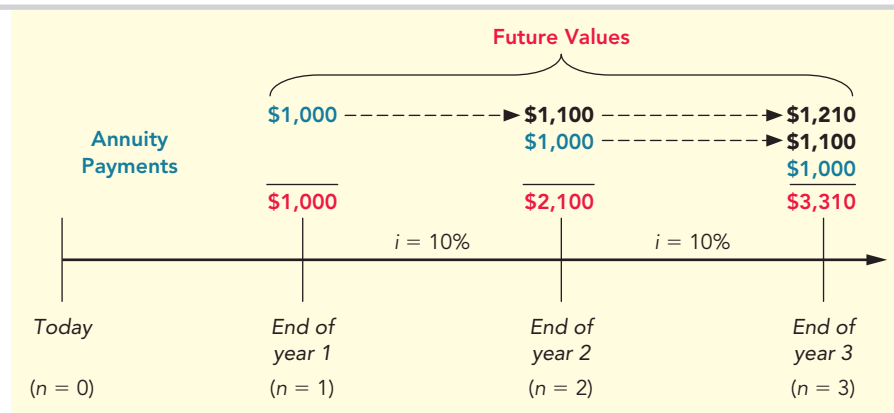 Future Values
$1,000 $1,100 $1,210
Annuity $1,000 $1,100
Payments $1,000
$1,000 $2,100 $3,310
i = 10% i = 10%
Today End of End of End of
year 1 year 2 year 3
(n = 0) (n = 1) (n = 2) (n = 3)